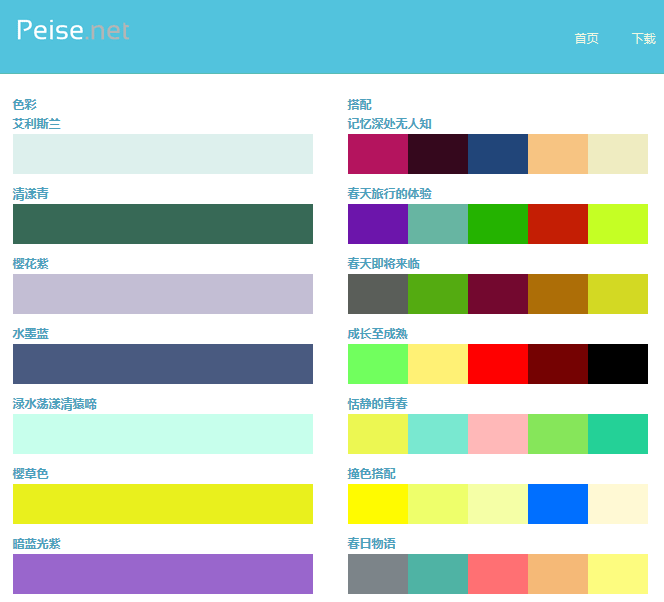 Peise.net
首页
下载
色彩
艾利斯兰
清漾青
樱花紫
水墨蓝
渌水荡漾清猿啼
樱草色
暗蓝光紫
搭配
记忆深处无人知
春天旅行的体验
春天即将来临
成长至成熟
恬静的青春
撞色搭配
春日物语